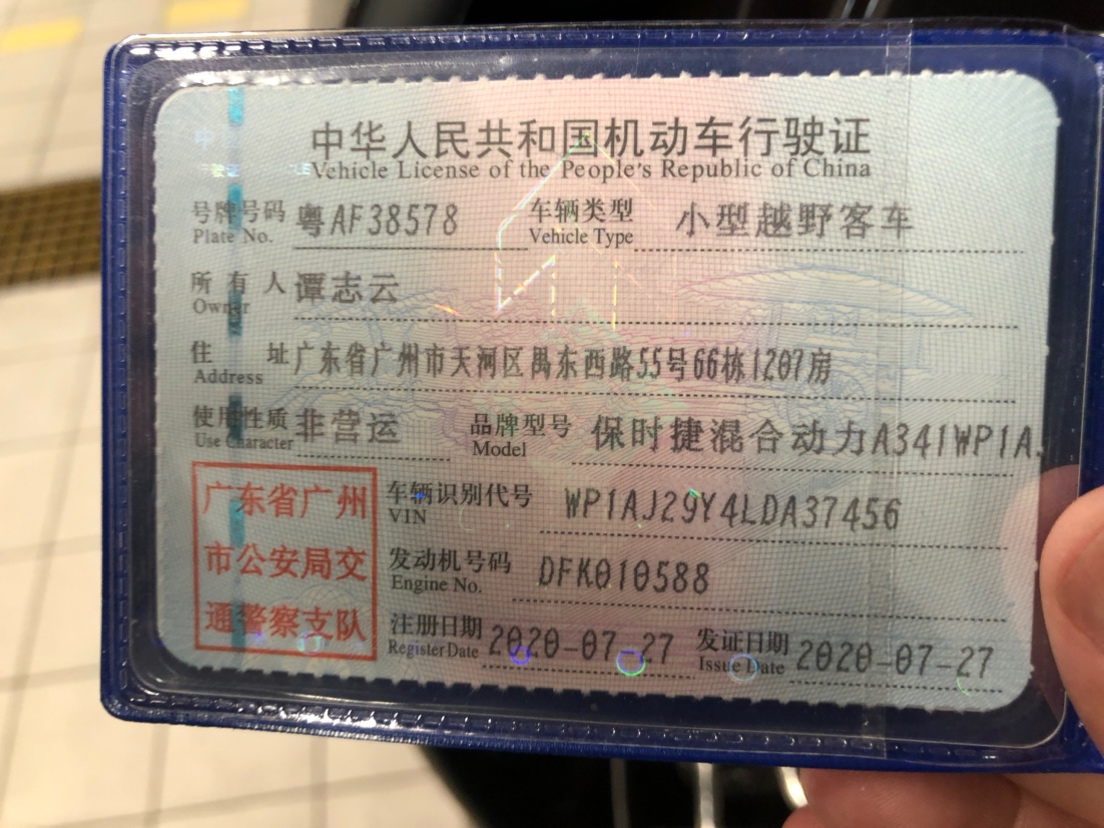 中华人民共和国机动车行驶证
Vehicle License of the People's Republic of China
号牌号码 粤AF38578 车辆类型 小型越野客车
Plate No. Vehicle Type
所有人 谭志云
Owner
住址 广东省广州市天河区禺东西路55号66栋1207房
Address
使用性质 非营运 品牌型号 保时捷混合动力A341WP1A
Use Character Model
广东省广州
市公安局交
通警察支队
车辆识别代号 WP1AJ29Y4LDA37456
VIN
发动机号码 DFK010588
Engine No.
注册日期 2020-07-27 发证日期 2020-07-27
Register Date Issue Date